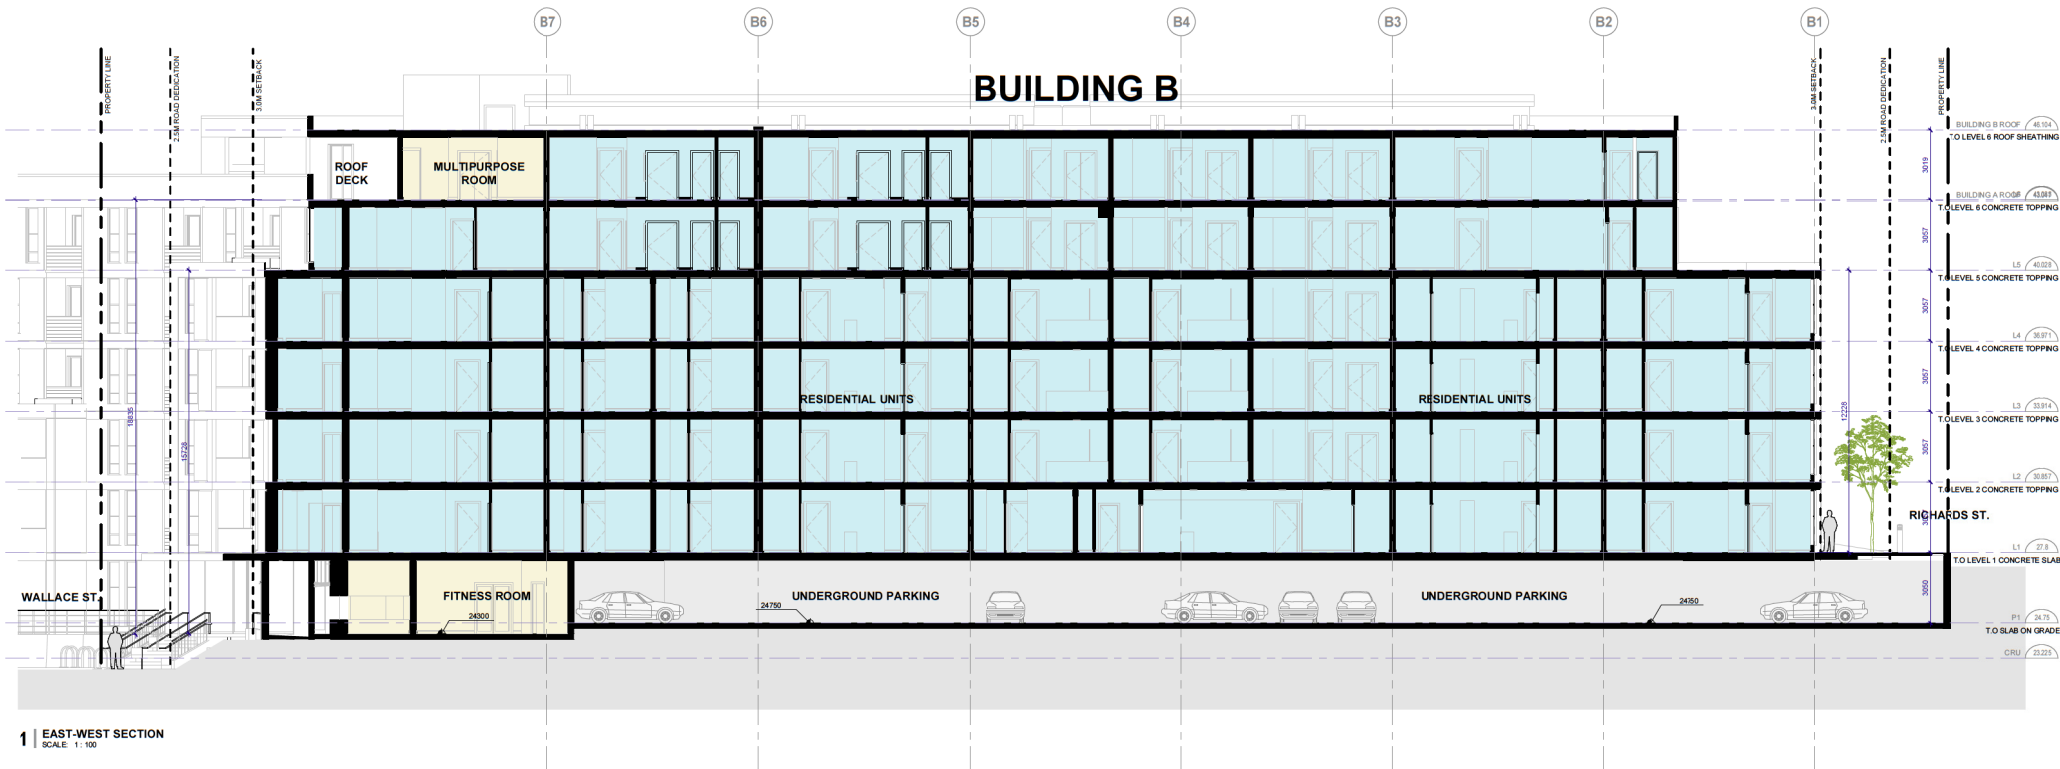 B7
B6
B5
B4
B3
B2
B1
BUILDING B
PROPERTY LINE
2.5M ROAD DEDICATION
3.0M SETBACK
3.0M SETBACK
2.5M ROAD DEDICATION
PROPERTY LINE
BUILDING B ROOF 46.104
T.O LEVEL 6 ROOF SHEATHING
ROOF
DECK
MULTIPURPOSE
ROOM
3019
BUILDING A ROOF
T.O LEVEL 6 CONCRETE TOPPING
3057
L5 40.028
T.O LEVEL 5 CONCRETE TOPPING
3057
L4 36.971
T.O LEVEL 4 CONCRETE TOPPING
3057
RESIDENTIAL UNITS
RESIDENTIAL UNITS
L3 33.914
T.O LEVEL 3 CONCRETE TOPPING
18835
15728
12228
3057
L2 30.857
T.O LEVEL 2 CONCRETE TOPPING
RICHARDS ST.
L1 27.8
T.O LEVEL 1 CONCRETE SLAB
WALLACE ST.
FITNESS ROOM
24300
UNDERGROUND PARKING
24750
UNDERGROUND PARKING
24750
3050
P1 24.75
T.O SLAB ON GRADE
CRU 23.225
1 EAST-WEST SECTION
SCALE: 1 : 100